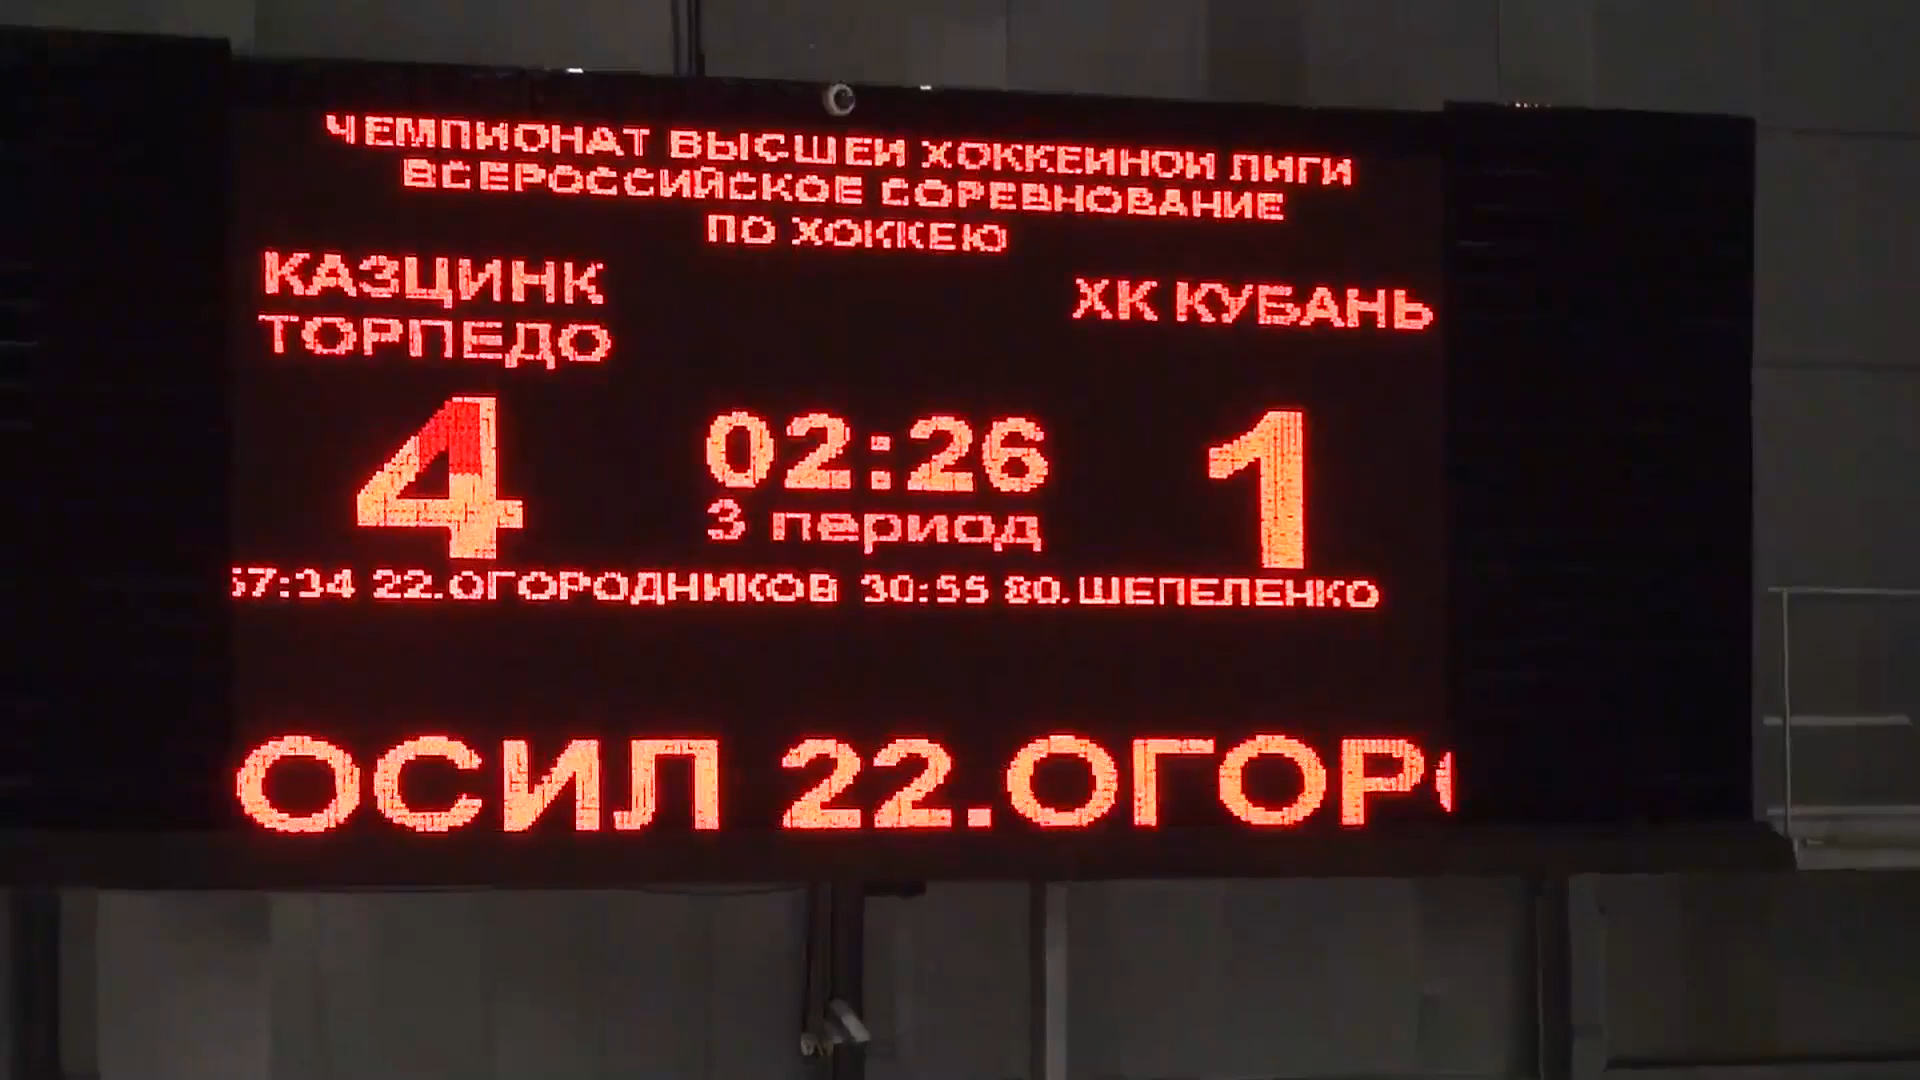 ЧЕМПИОНАТ ВЫСШЕЙ ХОККЕЙНОЙ ЛИГИ
ВСЕРОССИЙСКОЕ СОРЕВНОВАНИЕ
ПО ХОККЕЮ
КАЗЦИНК
ТОРПЕДО
ХК КУБАНЬ
4
02:26
1
3 период
57:34 22.ОГОРОДНИКОВ 30:55 80.ШЕПЕЛЕНКО
ОСИЛ 22.ОГОР